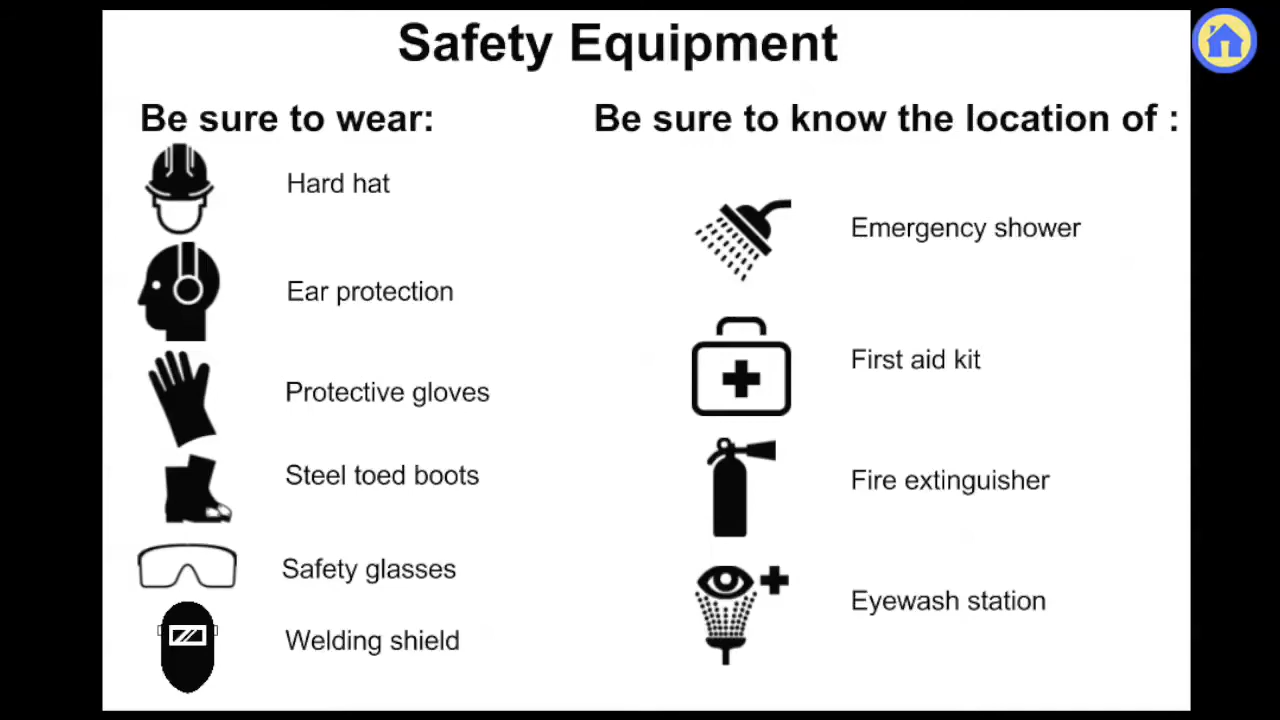 Safety Equipment
Be sure to wear:
Hard hat
Ear protection
Protective gloves
Steel toed boots
Safety glasses
Welding shield
Be sure to know the location of :
Emergency shower
First aid kit
Fire extinguisher
Eyewash station